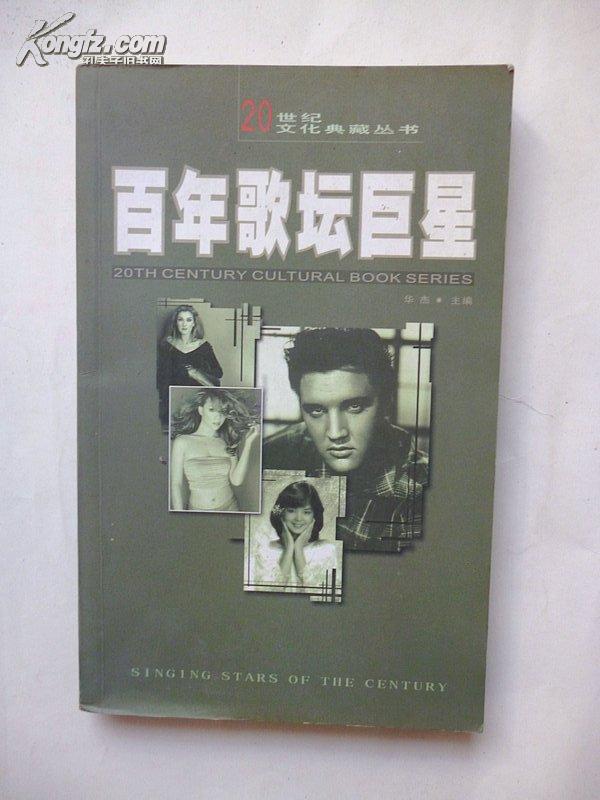 Kongfz.com
孔夫子旧书网
20世纪
文化典藏丛书
百年歌坛巨星
20TH CENTURY CULTURAL BOOK SERIES
华杰 * 主编
SINGING STARS OF THE CENTURY